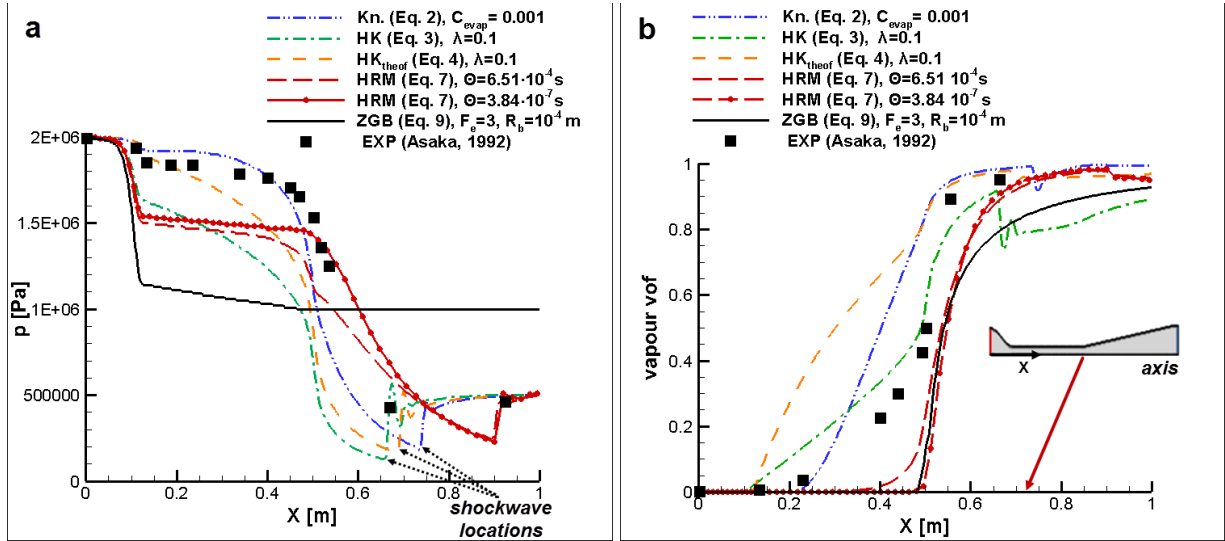 a
Kn. (Eq. 2), C_evap = 0.001
HK (Eq. 3), λ=0.1
HK_theof (Eq. 4), λ=0.1
HRM (Eq. 7), Θ=6.51·10⁻⁴s
HRM (Eq. 7), Θ=3.84·10⁻⁷s
ZGB (Eq. 9), F_e=3, R_b=10⁻⁴ m
EXP (Asaka, 1992)
p [Pa]
2E+06
1.5E+06
1E+06
500000
0
0
0.2
0.4
0.6
0.8
1
X [m]
shockwave
locations
b
Kn. (Eq. 2), C_evap = 0.001
HK (Eq. 3), λ=0.1
HK_theof (Eq. 4), λ=0.1
HRM (Eq. 7), Θ=6.51 10⁻⁴s
HRM (Eq. 7), Θ=3.84 10⁻⁷s
ZGB (Eq. 9), F_e=3, R_b=10⁻⁴ m
EXP (Asaka, 1992)
vapour vof
1
0.8
0.6
0.4
0.2
0
0
0.2
0.4
0.6
0.8
1
X [m]
X
axis